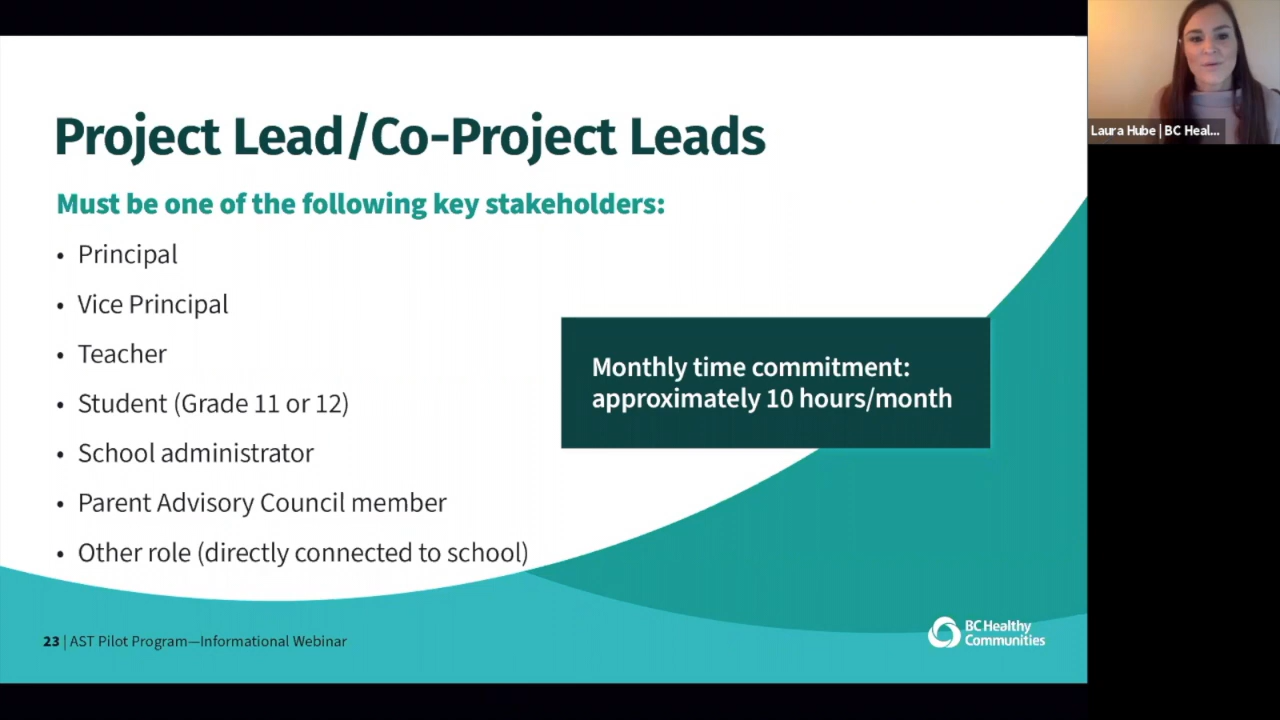 Project Lead/Co-Project Leads
Must be one of the following key stakeholders:
• Principal
• Vice Principal
• Teacher
• Student (Grade 11 or 12)
• School administrator
• Parent Advisory Council member
• Other role (directly connected to school)
Monthly time commitment:
approximately 10 hours/month
23 | AST Pilot Program—Informational Webinar
BC Healthy
Communities
Laura Hube | BC Heal...